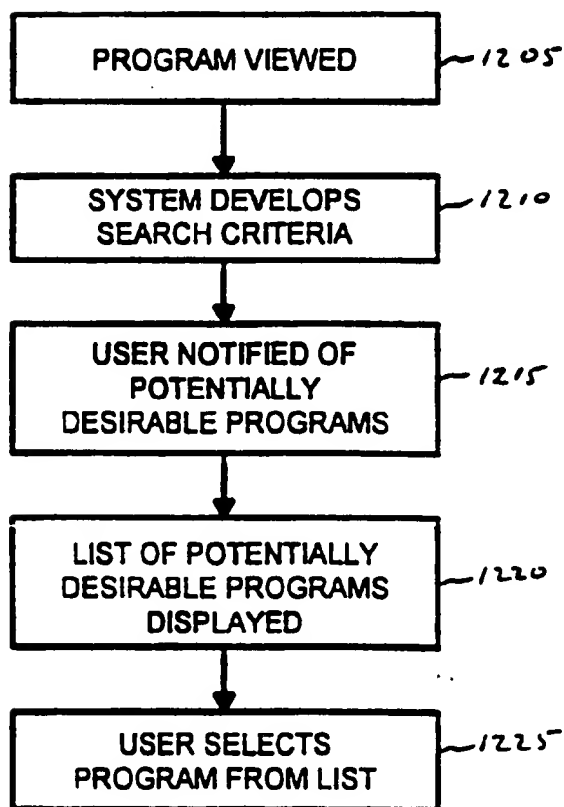 PROGRAM VIEWED
1205
SYSTEM DEVELOPS
SEARCH CRITERIA
1210
USER NOTIFIED OF
POTENTIALLY
DESIRABLE PROGRAMS
1215
LIST OF POTENTIALLY
DESIRABLE PROGRAMS
DISPLAYED
1220
USER SELECTS
PROGRAM FROM LIST
1225